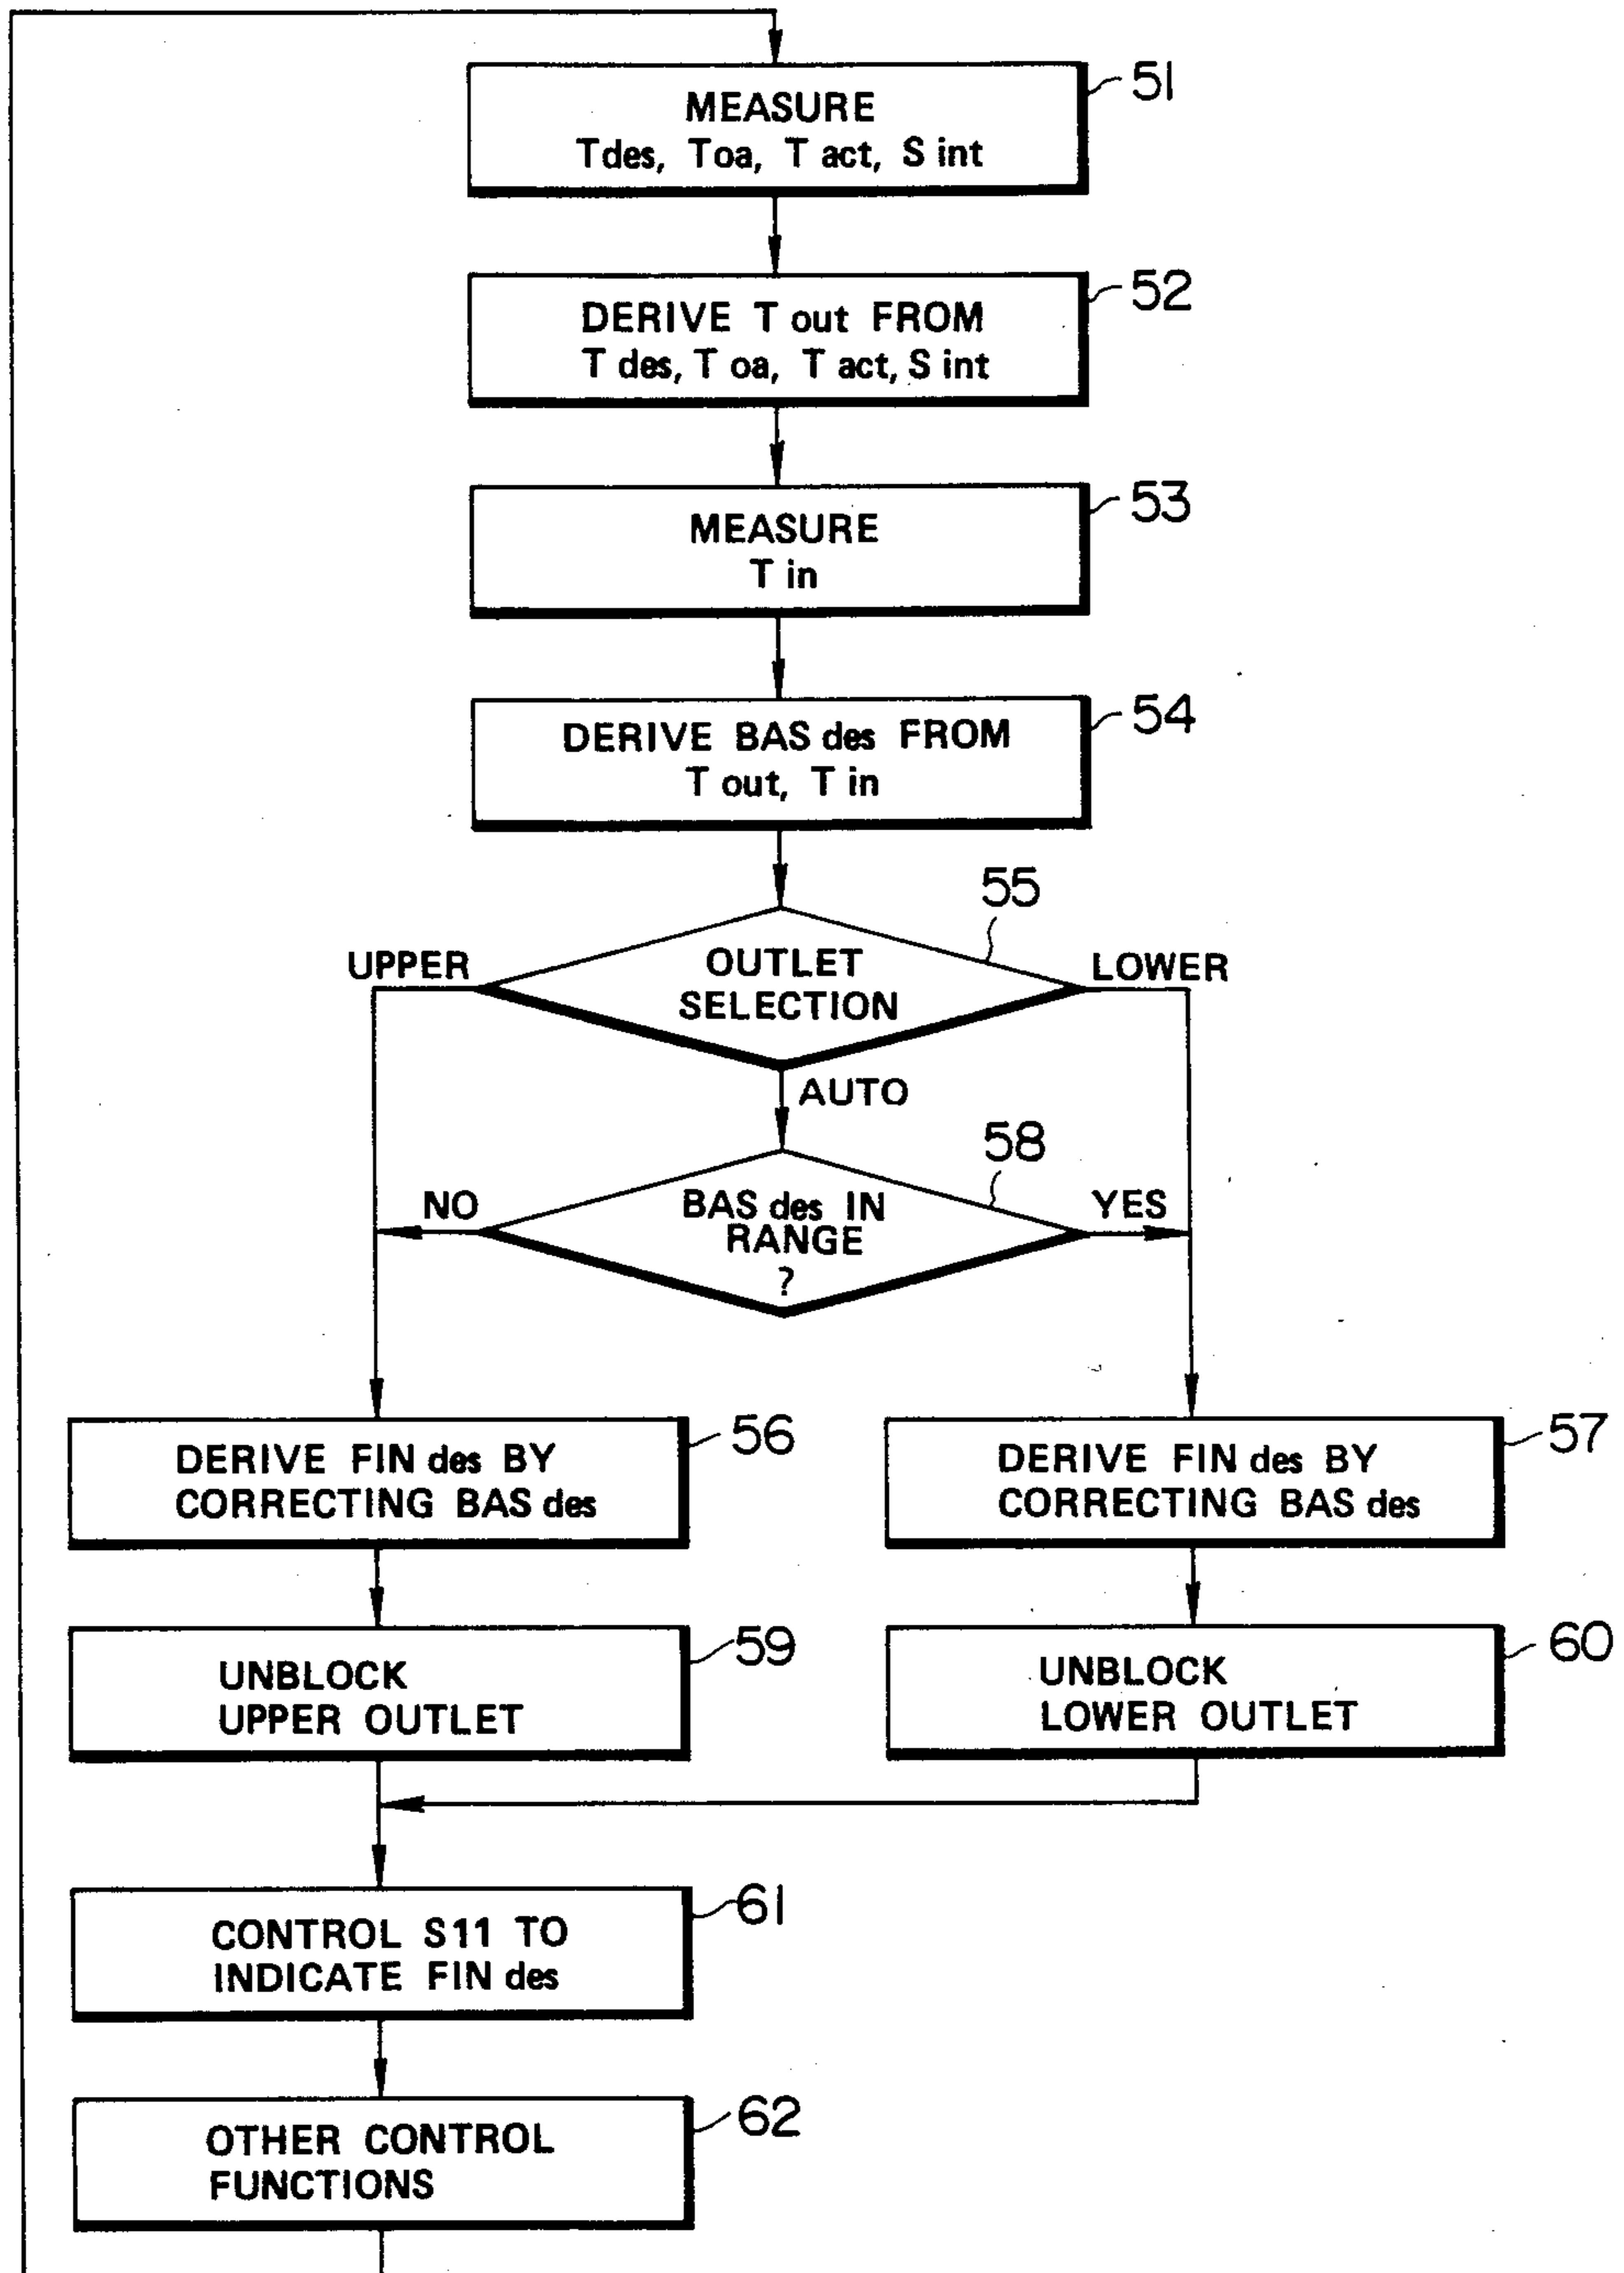 51
MEASURE
Tdes, Toa, T act, S int
52
DERIVE T out FROM
T des, T oa, T act, S int
53
MEASURE
T in
54
DERIVE BAS des FROM
T out, T in
55
UPPER
OUTLET
SELECTION
LOWER
AUTO
58
NO
BAS des IN
RANGE
?
YES
56
DERIVE FIN des BY
CORRECTING BAS des
57
DERIVE FIN des BY
CORRECTING BAS des
59
UNBLOCK
UPPER OUTLET
60
UNBLOCK
LOWER OUTLET
61
CONTROL S11 TO
INDICATE FIN des
62
OTHER CONTROL
FUNCTIONS